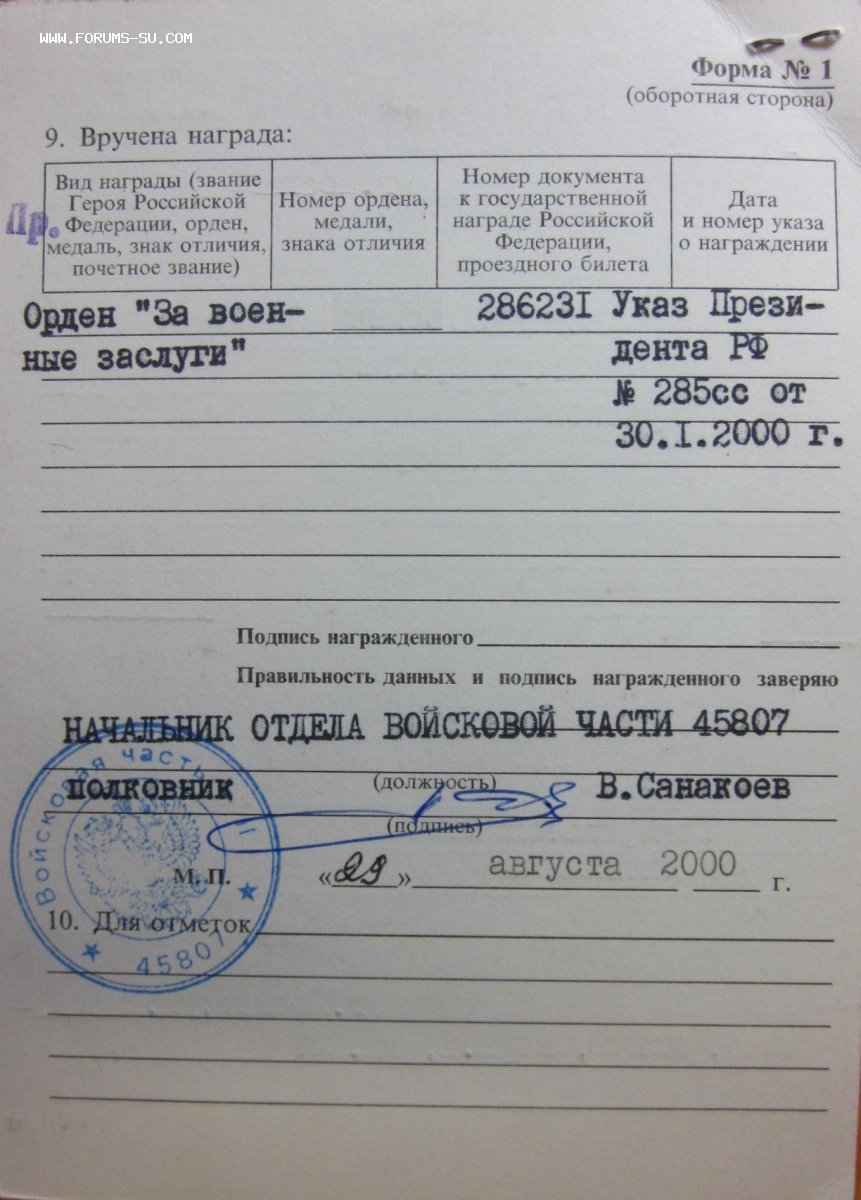 WWW.FORUMS-SU.COM
Форма № 1
(оборотная сторона)
9. Вручена награда:
Вид награды (звание Героя Российской Федерации, орден, медаль, знак отличия, почетное звание)
Номер ордена, медали, знака отличия
Номер документа к государственной награде Российской Федерации, проездного билета
Дата и номер указа о награждении
Пр.
Орден "За воен- 286231 Указ Прези-
ные заслуги" дента РФ
№ 285сс от
30.I.2000 г.
Подпись награжденного
Правильность данных и подпись награжденного заверяю
НАЧАЛЬНИК ОТДЕЛА ВОЙСКОВОЙ ЧАСТИ 45807
(должность)
полковник В.Санакоев
(подпись)
М. П. «29» августа 2000 г.
10. Для отметок
Войсковая часть
45807